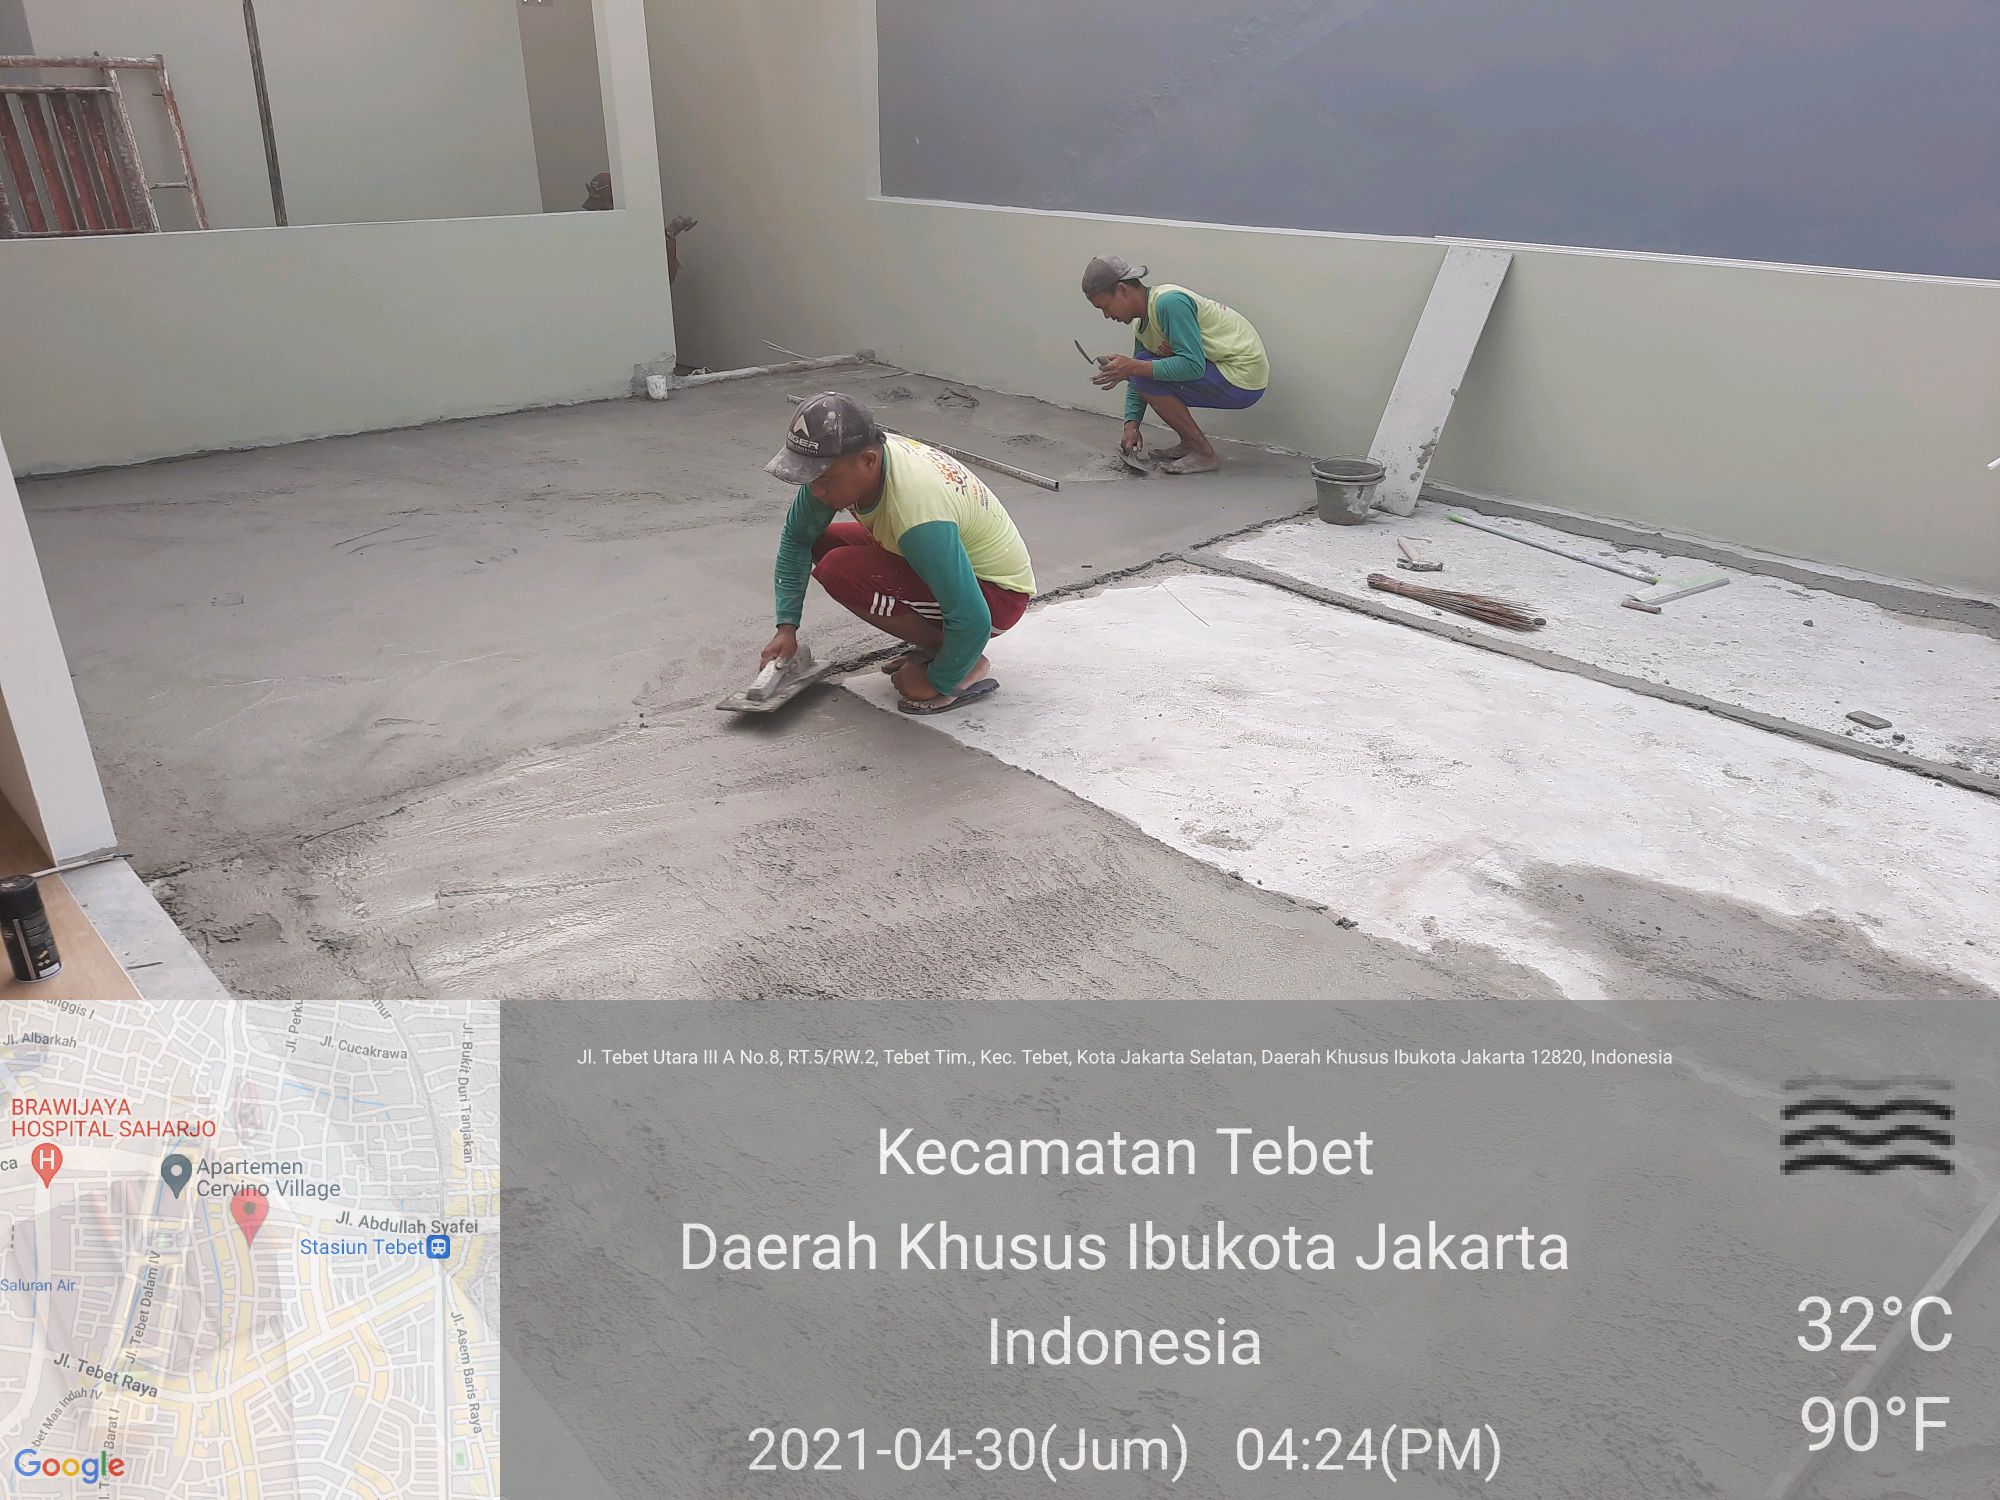 EIGER
nanggis I
Jl. Albarkah
Jl. Cucakrawa
Jl. Bukit Duri Tanjakan
BRAWIJAYA
HOSPITAL SAHARJO
H
Apartemen
Cervino Village
Jl. Abdullah Syafei
Stasiun Tebet
Saluran Air
Jl. Tebet Dalam IV
Jl. Tebet Raya
Jl. Asem Baris Raya
Google
Jl. Tebet Utara III A No.8, RT.5/RW.2, Tebet Tim., Kec. Tebet, Kota Jakarta Selatan, Daerah Khusus Ibukota Jakarta 12820, Indonesia
Kecamatan Tebet
Daerah Khusus Ibukota Jakarta
Indonesia
2021-04-30(Jum) 04:24(PM)
32°C
90°F